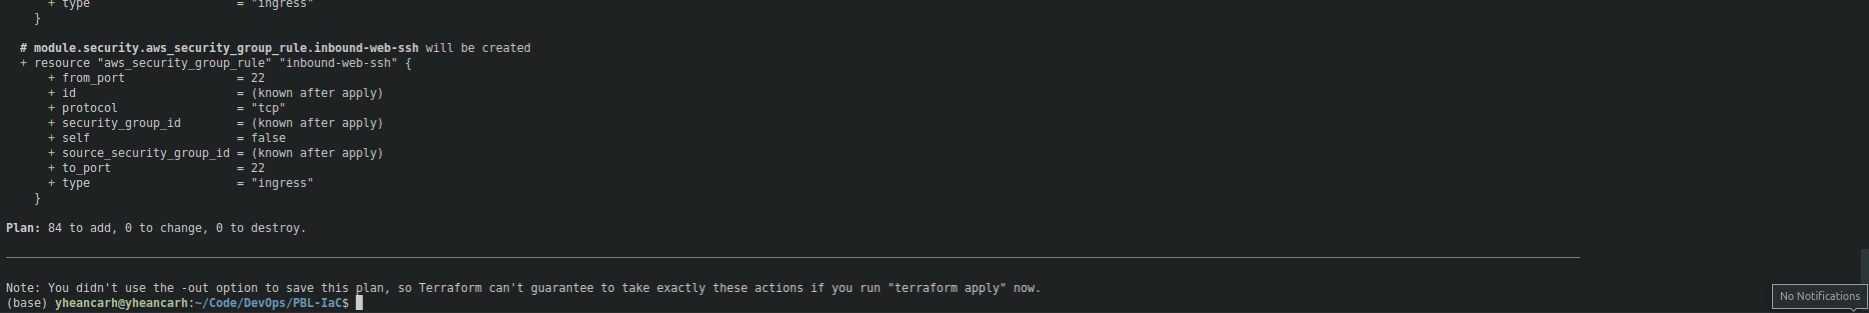 + type                     = "ingress"
    }

  # module.security.aws_security_group_rule.inbound-web-ssh will be created
  + resource "aws_security_group_rule" "inbound-web-ssh" {
      + from_port                = 22
      + id                       = (known after apply)
      + protocol                 = "tcp"
      + security_group_id        = (known after apply)
      + self                     = false
      + source_security_group_id = (known after apply)
      + to_port                  = 22
      + type                     = "ingress"
    }

Plan: 84 to add, 0 to change, 0 to destroy.

Note: You didn't use the -out option to save this plan, so Terraform can't guarantee to take exactly these actions if you run "terraform apply" now.
(base) yheancarh@yheancarh:~/Code/DevOps/PBL-IaC$
No Notifications